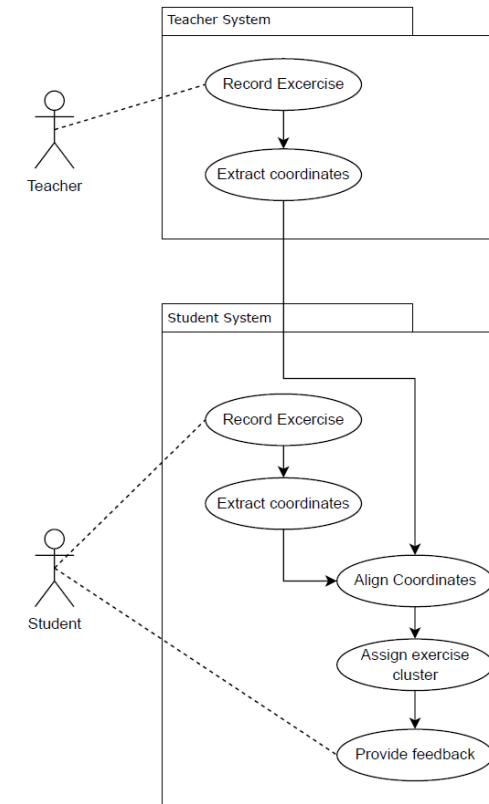 Teacher System
Record Excercise
Teacher
Extract coordinates
Student System
Record Excercise
Extract coordinates
Student
Align Coordinates
Assign exercise
cluster
Provide feedback